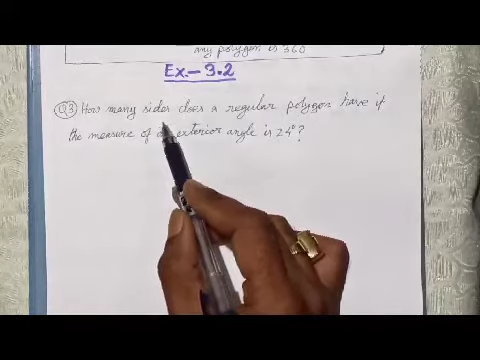 any polygon is 360
Ex.- 3.2
Q3 How many sides does a regular polygon have if
the measure of exterior angle is 24°?